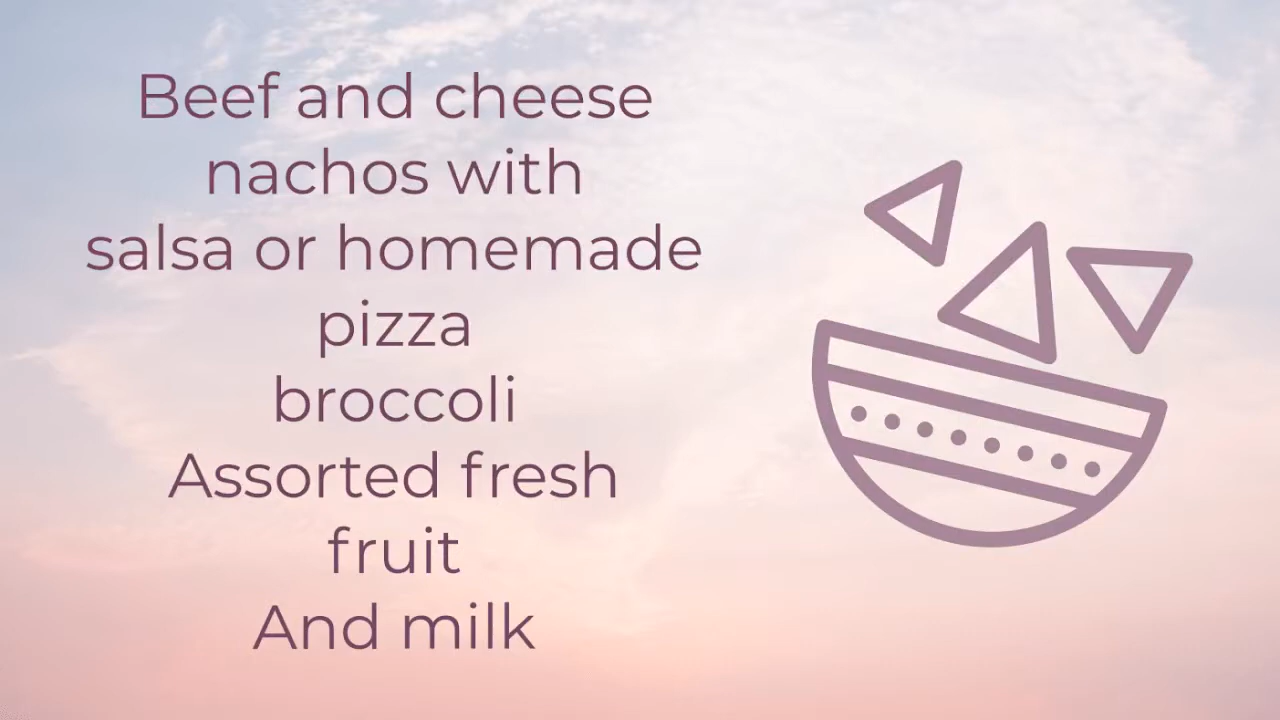 Beef and cheese
nachos with
salsa or homemade
pizza
broccoli
Assorted fresh
fruit
And milk